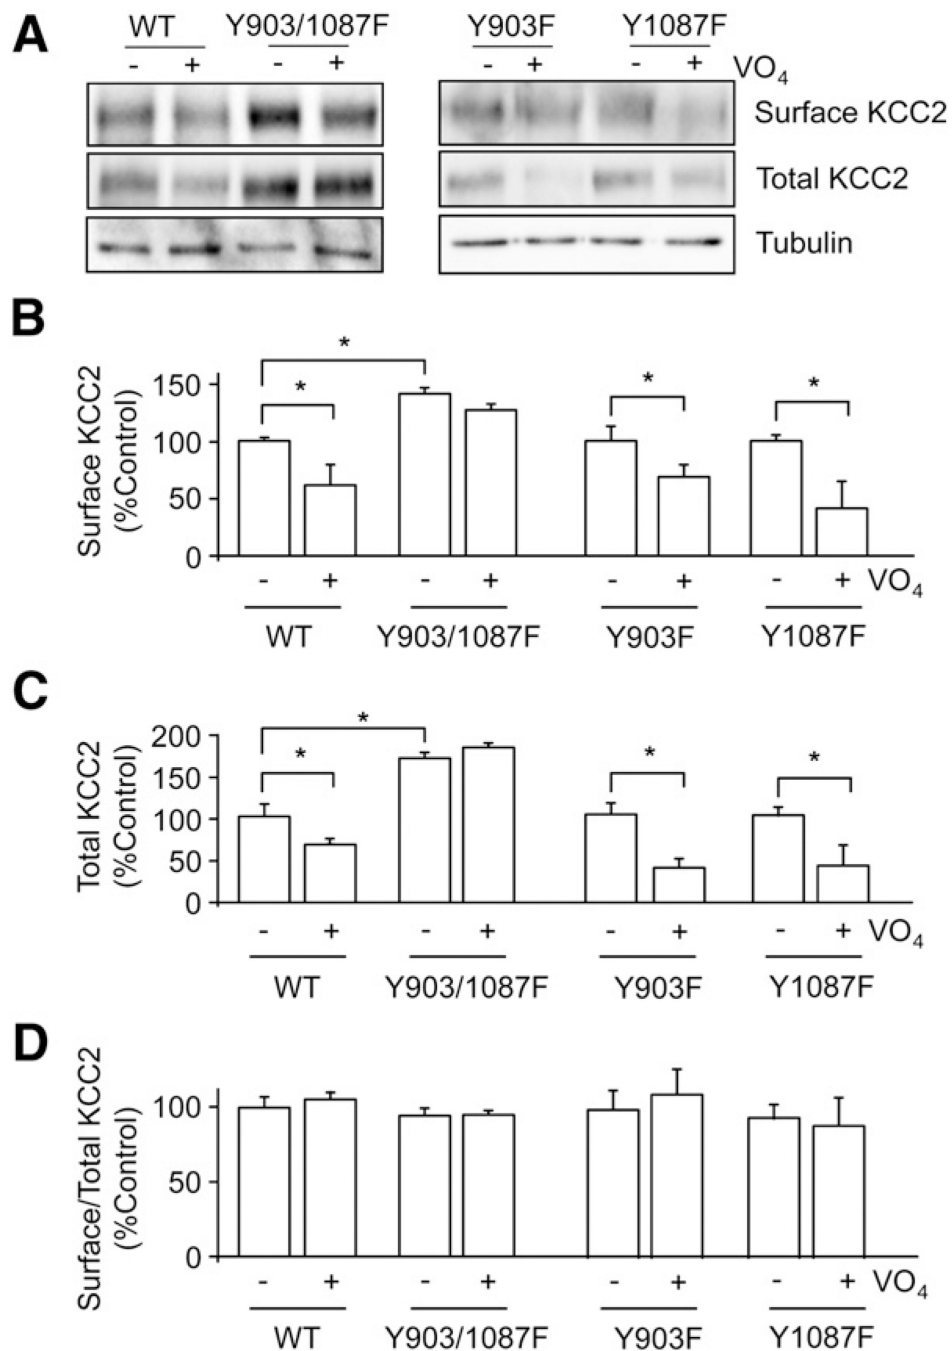 A
WT Y903/1087F Y903F Y1087F
- + - + - + - + VO4
Surface KCC2
Total KCC2
Tubulin
B
Surface KCC2
(%Control)
150
100
50
0
* * * *
- + - + - + - + VO4
WT Y903/1087F Y903F Y1087F
C
Total KCC2
(%Control)
200
150
100
50
0
* * * *
- + - + - + - + VO4
WT Y903/1087F Y903F Y1087F
D
Surface/Total KCC2
(%Control)
100
50
0
- + - + - + - + VO4
WT Y903/1087F Y903F Y1087F